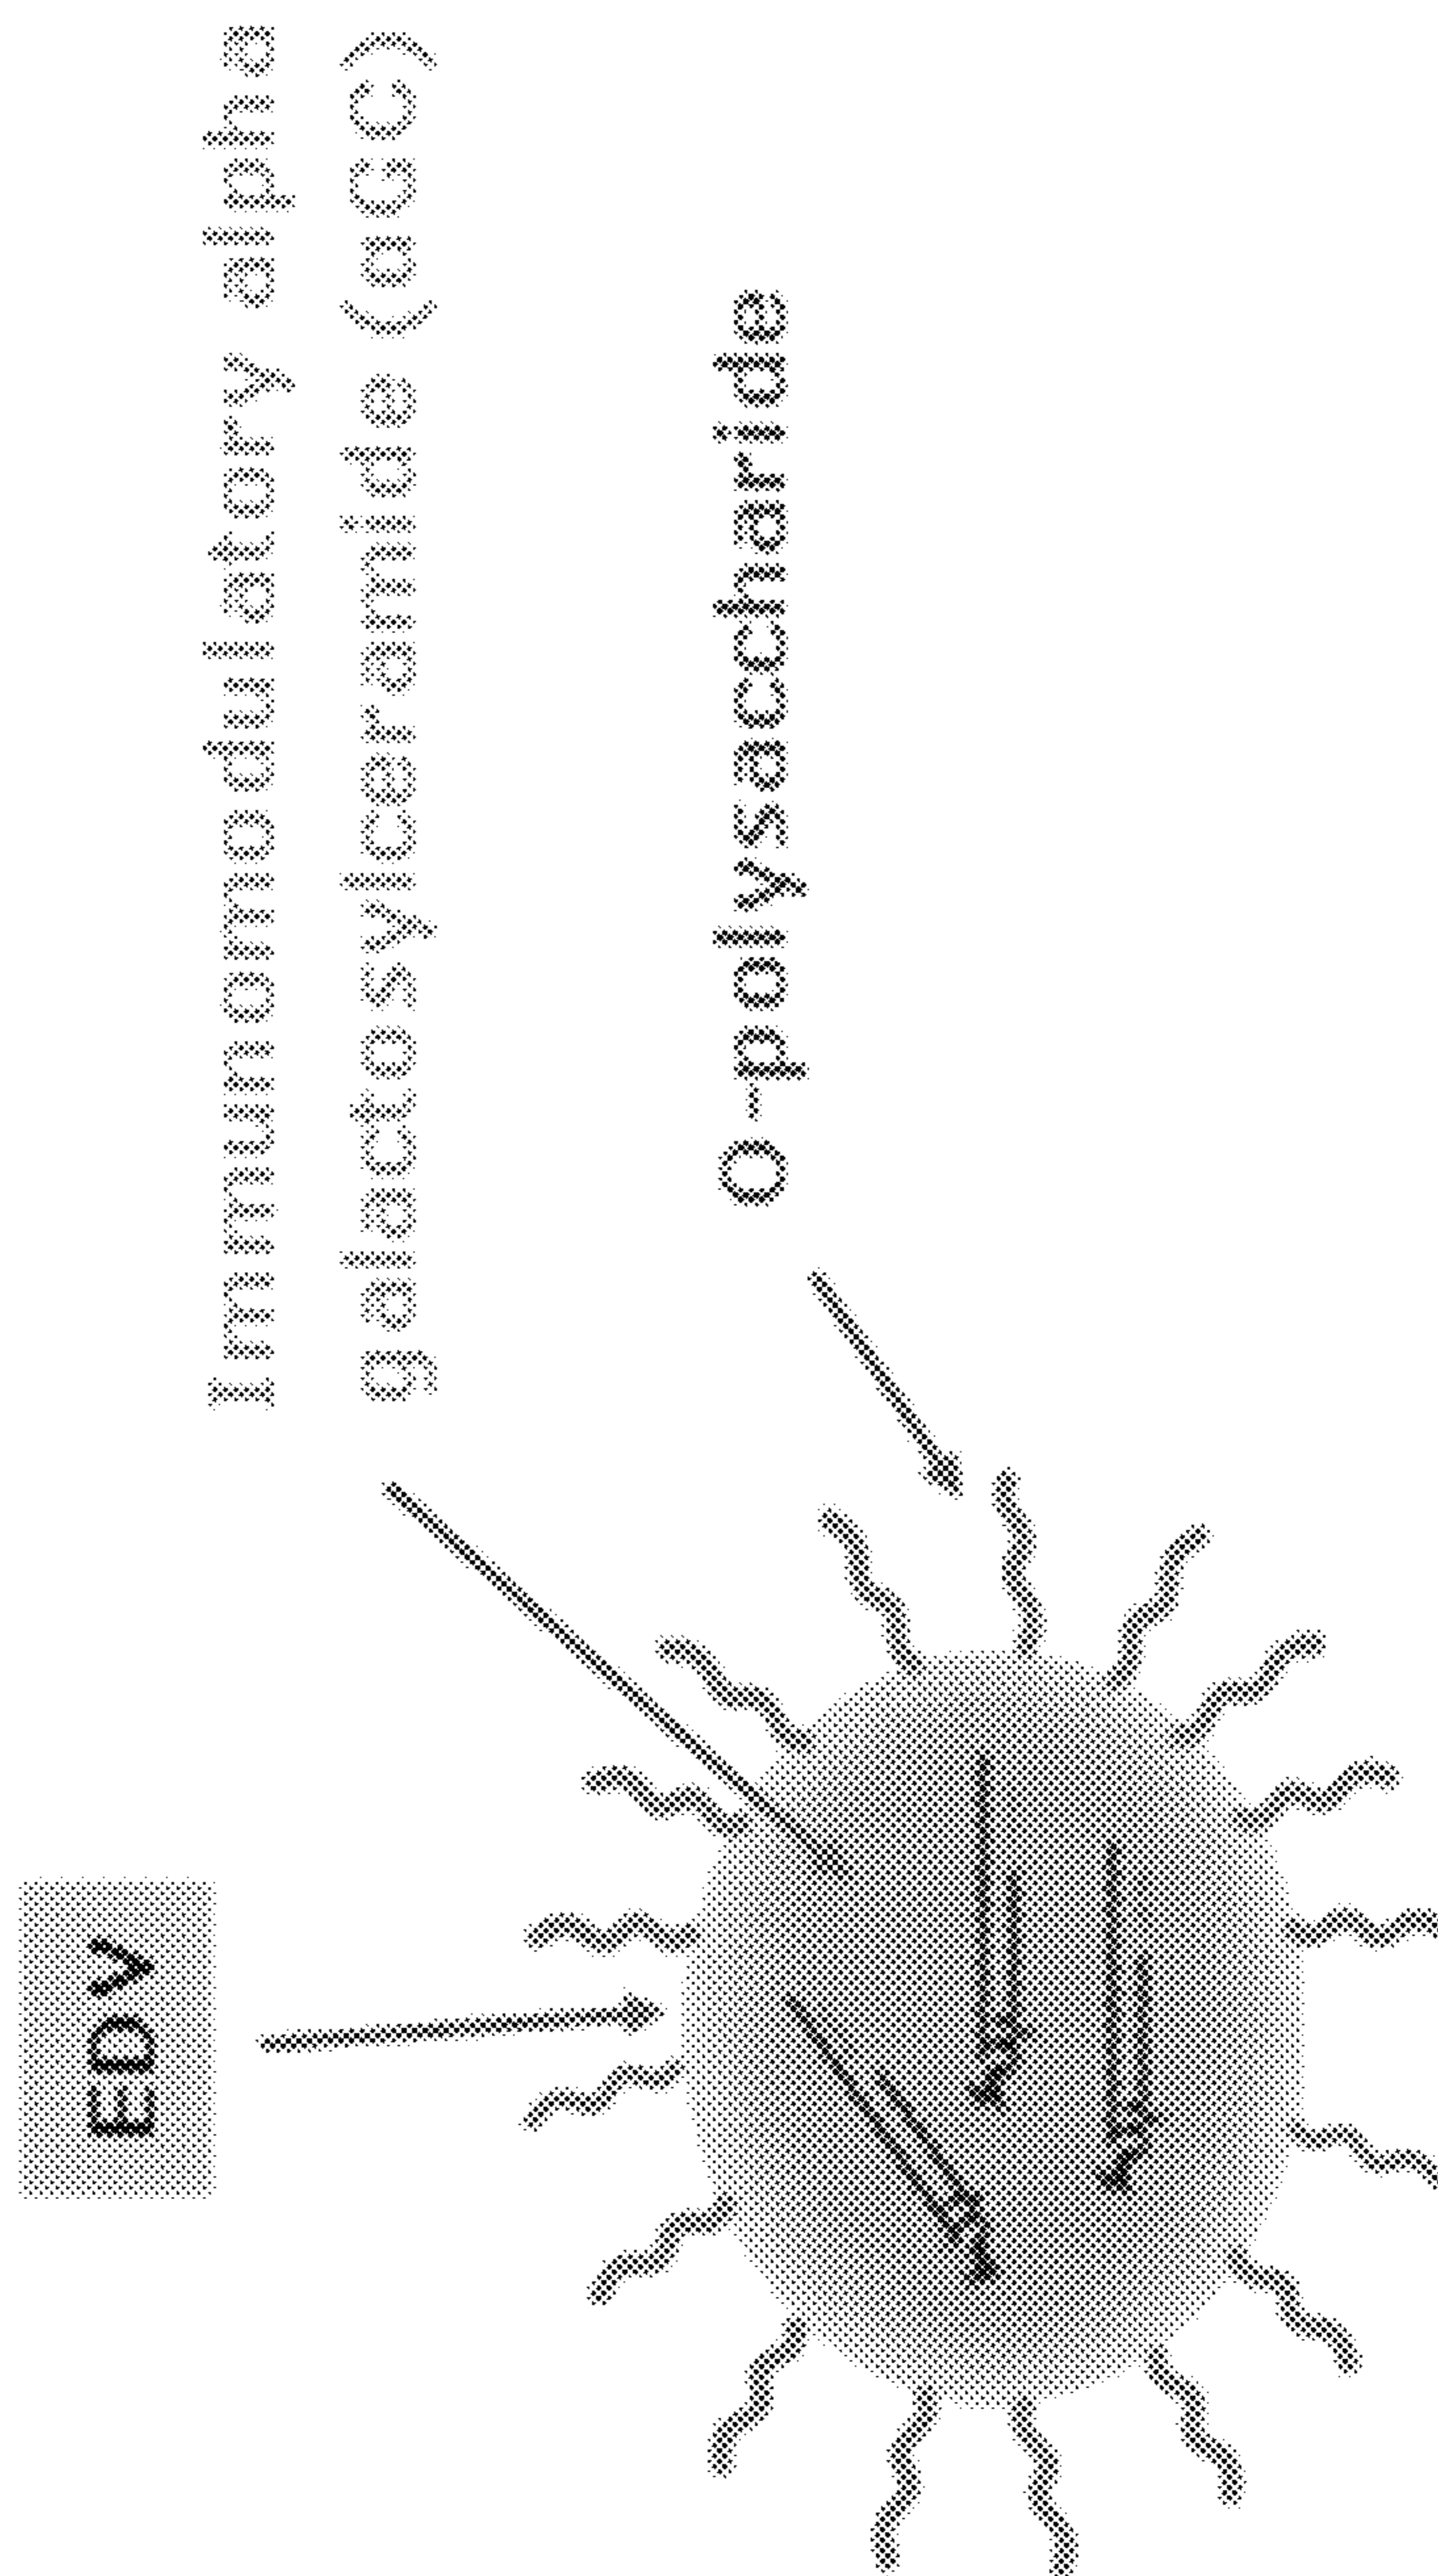 EDV
Immunomodulatory alpha
galactosylceramide (αGC)
O-polysaccharide